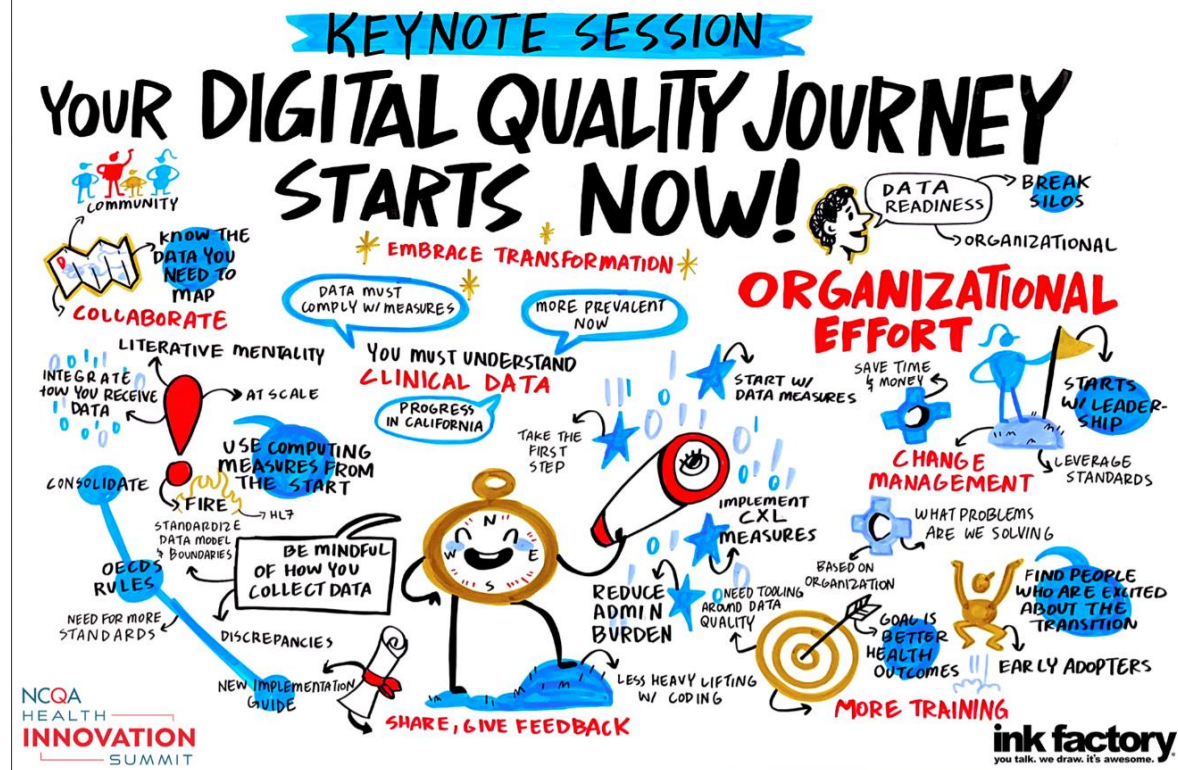 KEYNOTE SESSION
YOUR DIGITAL QUALITY JOURNEY
STARTS NOW!
COMMUNITY
KNOW THE
DATA YOU
NEED TO
MAP
COLLABORATE
EMBRACE TRANSFORMATION
DATA MUST
COMPLY W/ MEASURES
MORE PREVALENT
NOW
YOU MUST UNDERSTAND
CLINICAL DATA
PROGRESS
IN CALIFORNIA
DATA
READINESS
BREAK
SILOS
ORGANIZATIONAL
ORGANIZATIONAL
EFFORT
LITERATIVE MENTALITY
INTEGRATE
HOW YOU RECEIVE
DATA
AT SCALE
USE COMPUTING
MEASURES FROM
THE START
CONSOLIDATE
FIRE
HL7
STANDARDIZE
DATA MODEL
& BOUNDARIES
OECDS
RULES
BE MINDFUL
OF HOW YOU
COLLECT DATA
NEED FOR MORE
STANDARDS
DISCREPANCIES
NEW IMPLEMENTATION
GUIDE
SHARE, GIVE FEEDBACK
N
W
E
S
TAKE THE
FIRST
STEP
START W/
DATA MEASURES
IMPLEMENT
CXL
MEASURES
REDUCE
ADMIN
BURDEN
LESS HEAVY LIFTING
W/ CODING
SAVE TIME
& MONEY
STARTS
W/ LEADER-
SHIP
CHANGE
MANAGEMENT
LEVERAGE
STANDARDS
WHAT PROBLEMS
ARE WE SOLVING
BASED ON
ORGANIZATION
NEED TOOLING
AROUND DATA
QUALITY
GOAL IS
BETTER
HEALTH
OUTCOMES
FIND PEOPLE
WHO ARE EXCITED
ABOUT THE
TRANSITION
EARLY ADOPTERS
MORE TRAINING
NCQA
HEALTH
INNOVATION
SUMMIT
ink factory
you talk. we draw. it's awesome.